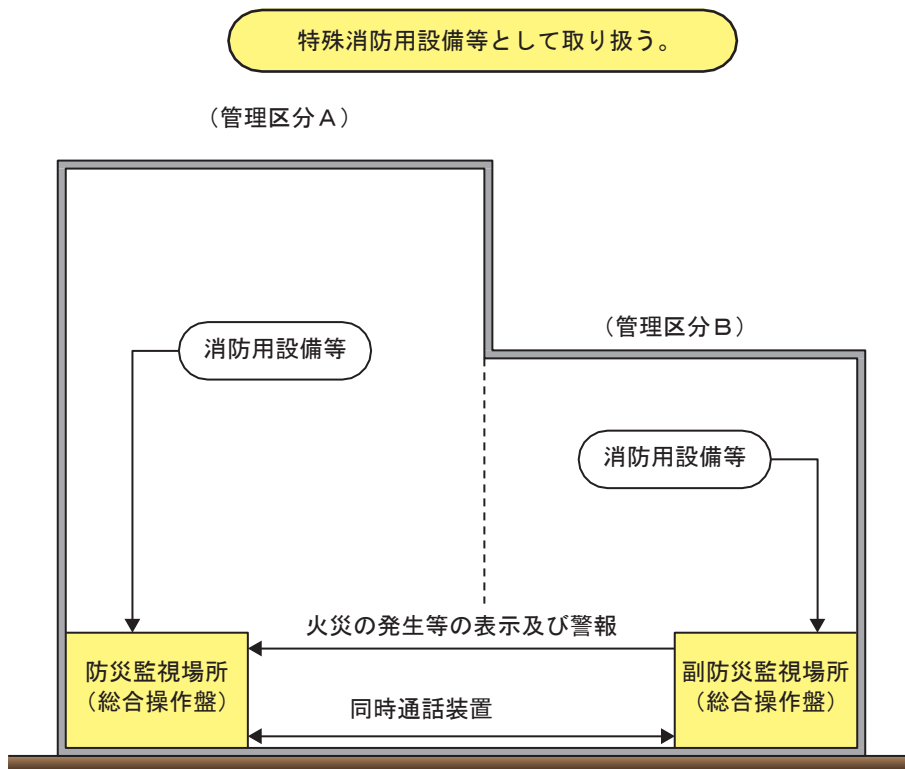 特殊消防用設備等として取り扱う。
（管理区分Ａ）
（管理区分Ｂ）
消防用設備等
消防用設備等
火災の発生等の表示及び警報
防災監視場所
（総合操作盤）
副防災監視場所
（総合操作盤）
同時通話装置